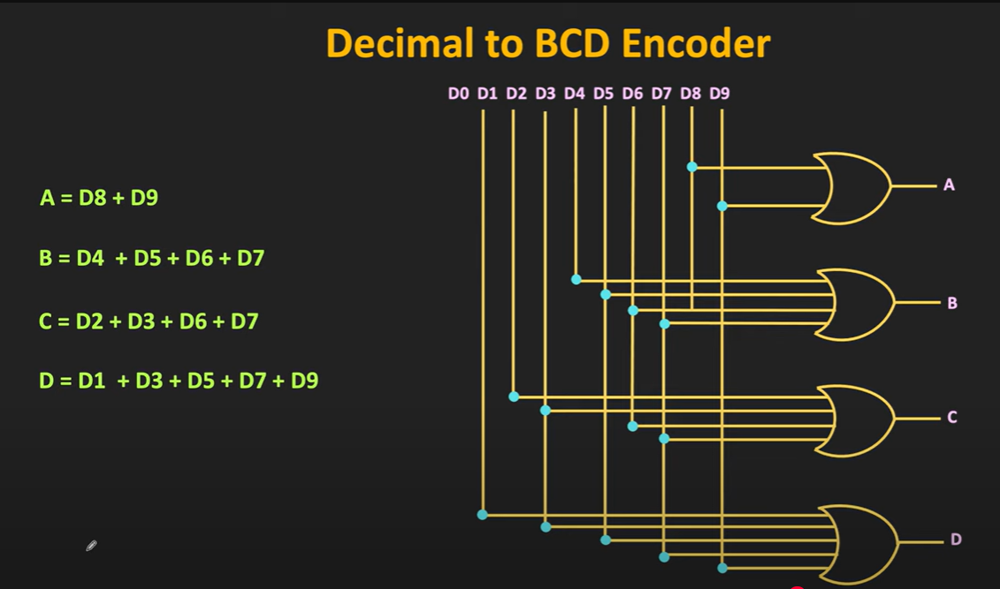 Decimal to BCD Encoder
D0 D1 D2 D3 D4 D5 D6 D7 D8 D9
A = D8 + D9
B = D4 + D5 + D6 + D7
C = D2 + D3 + D6 + D7
D = D1 + D3 + D5 + D7 + D9
A
B
C
D